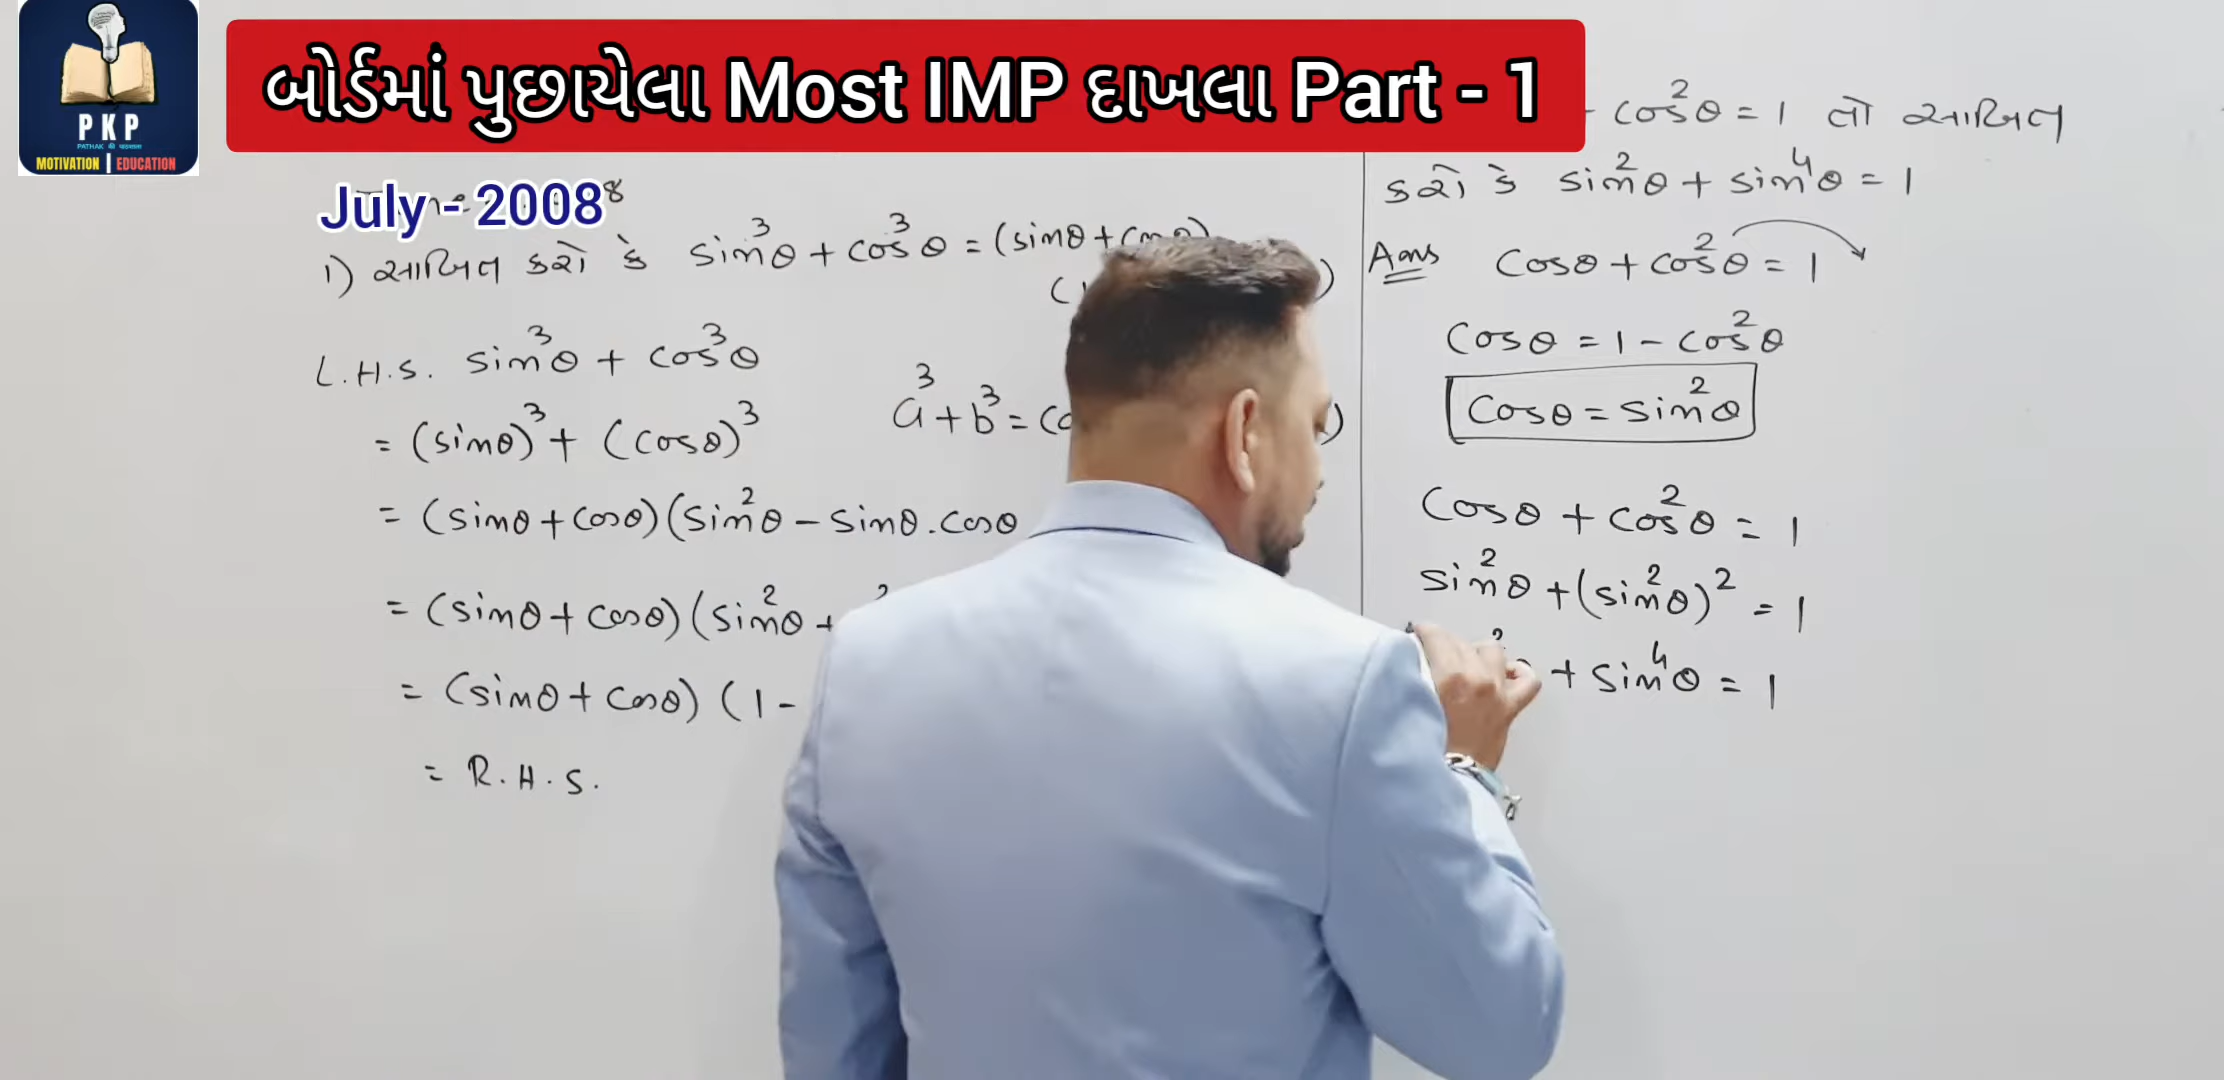 બોર્ડમાં પુછાયેલા Most IMP દાખલા Part - 1
PKP
PATHAK કી પાઠશાલા
MOTIVATION | EDUCATION
July - 2008
1) સાબિત કરો કે sin³θ + cos³θ = (sinθ + cosθ)
(
)
L.H.S. sin³θ + cos³θ
= (sinθ)³ + (cosθ)³
a³ + b³ = (a
)
= (sinθ + cosθ)(sin²θ - sinθ.cosθ
= (sinθ + cosθ)(sin²θ +
= (sinθ + cosθ) (1 -
= R.H.S.
cos²θ = 1 તો સાબિત
કરો કે sin²θ + sin⁴θ = 1
Ans cosθ + cos²θ = 1
cosθ = 1 - cos²θ
cosθ = sin²θ
cosθ + cos²θ = 1
sin²θ + (sin²θ)² = 1
+ sin⁴θ = 1